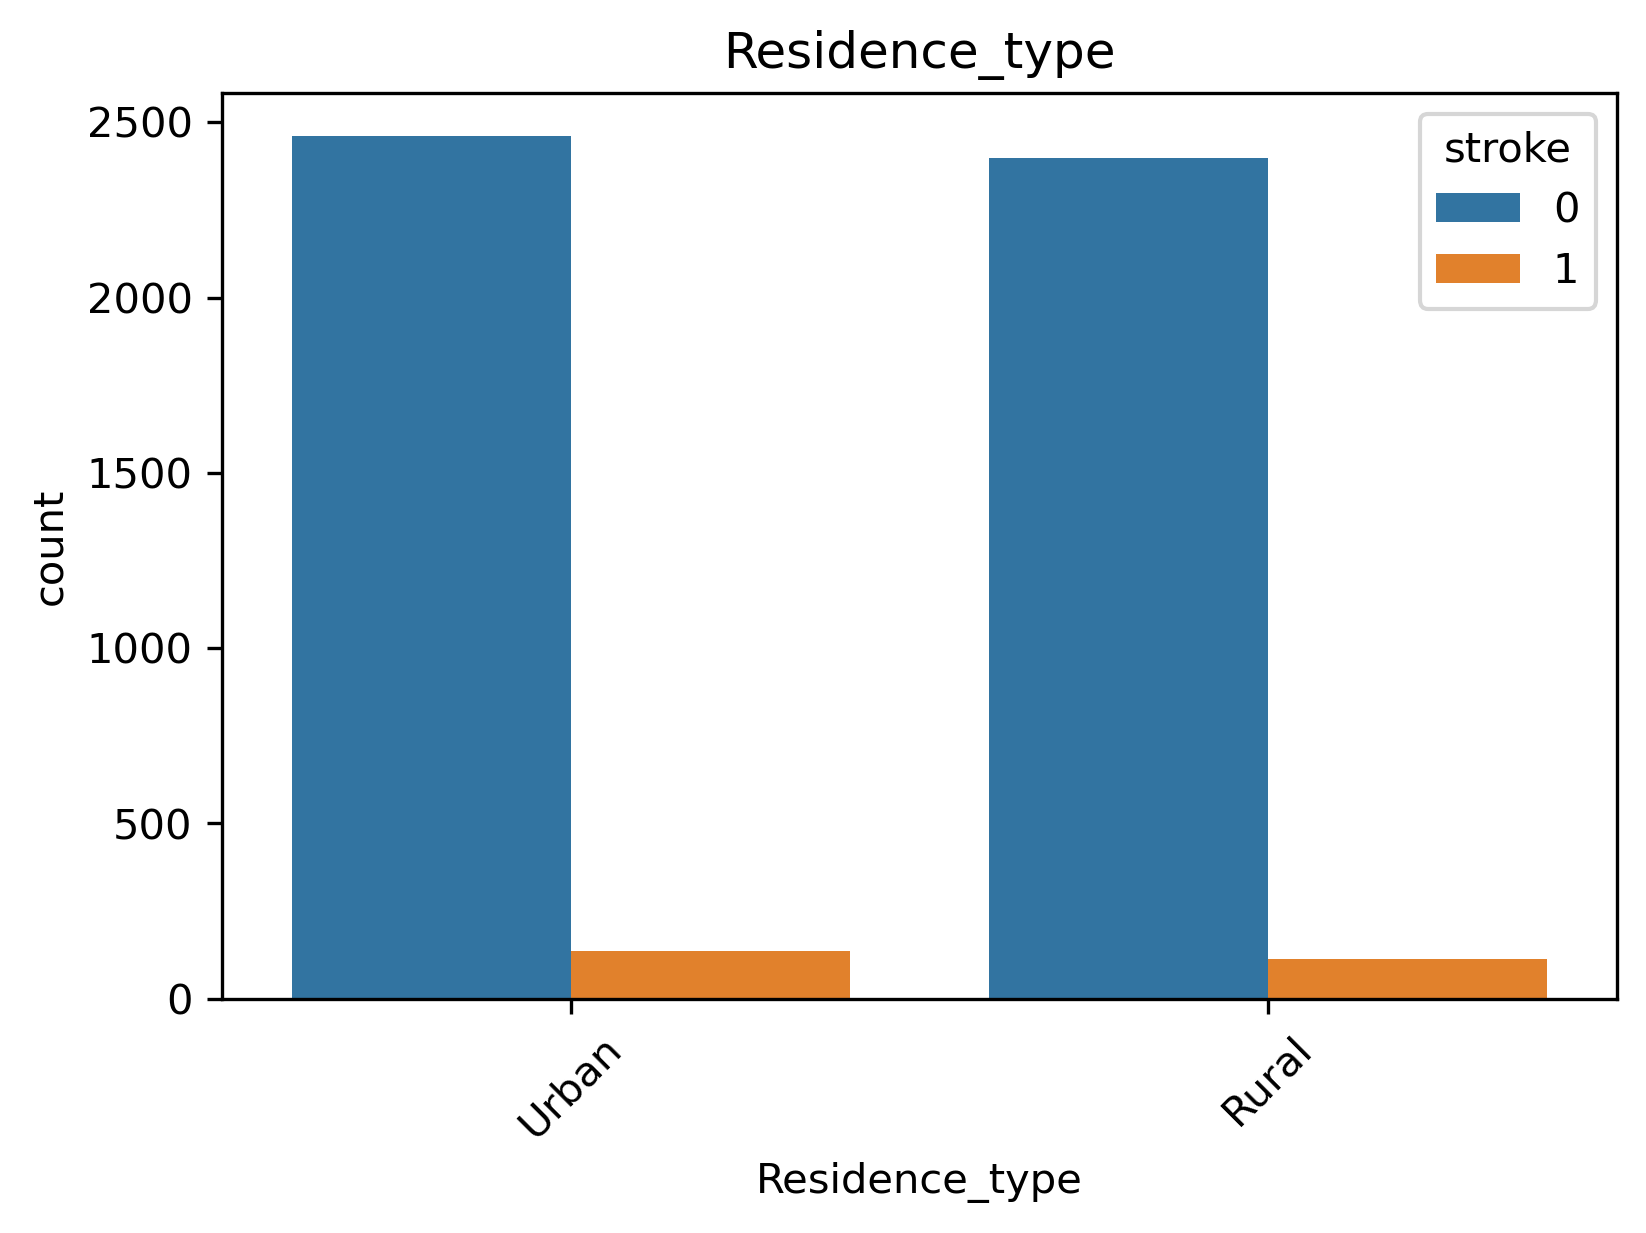 Residence_type
2500
2000
1500
1000
500
0
count
stroke
0
1
Urban
Rural
Residence_type